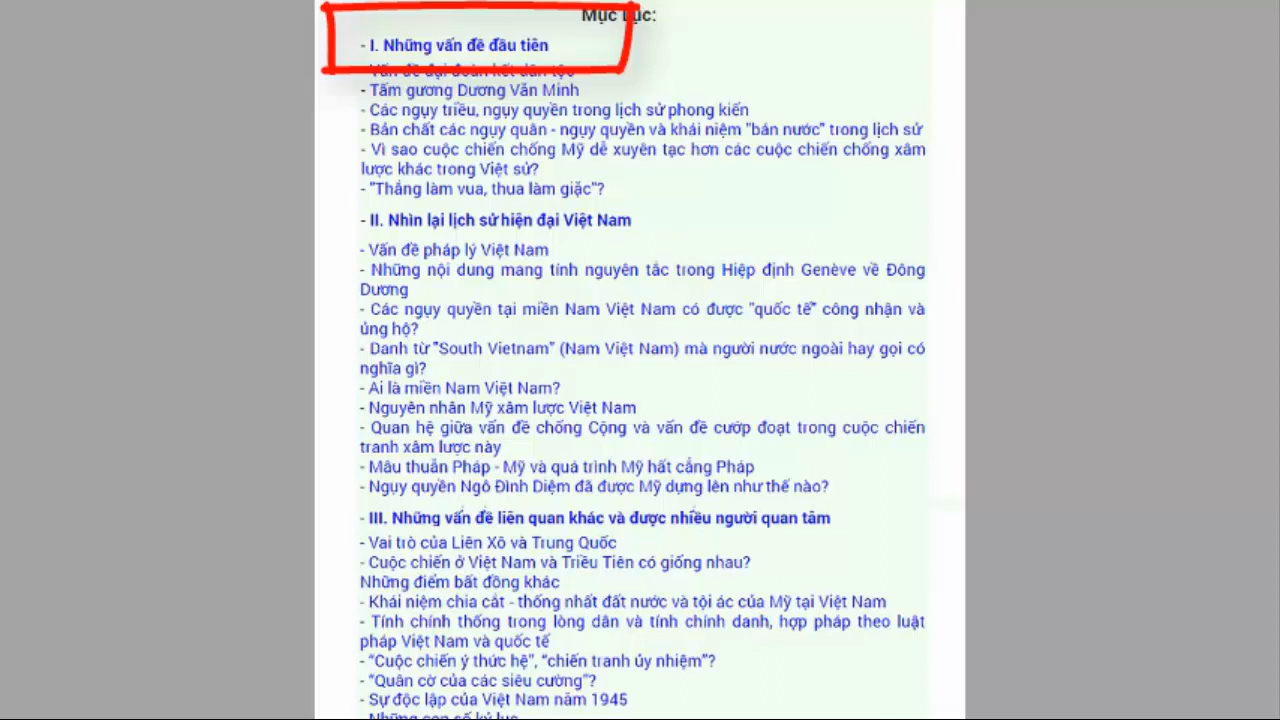 Mục Lục:
- I. Những vấn đề đầu tiên
- Vấn đề đại đoàn kết dân tộc
- Tấm gương Dương Văn Minh
- Các ngụy triều, ngụy quyền trong lịch sử phong kiến
- Bản chất các ngụy quân - ngụy quyền và khái niệm "bán nước" trong lịch sử
- Vì sao cuộc chiến chống Mỹ dễ xuyên tạc hơn các cuộc chiến chống xâm
lược khác trong Việt sử?
- "Thắng làm vua, thua làm giặc"?
- II. Nhìn lại lịch sử hiện đại Việt Nam
- Vấn đề pháp lý Việt Nam
- Những nội dung mang tính nguyên tắc trong Hiệp định Genève về Đông
Dương
- Các ngụy quyền tại miền Nam Việt Nam có được "quốc tế" công nhận và
ủng hộ?
- Danh từ "South Vietnam" (Nam Việt Nam) mà người nước ngoài hay gọi có
nghĩa gì?
- Ai là miền Nam Việt Nam?
- Nguyên nhân Mỹ xâm lược Việt Nam
- Quan hệ giữa vấn đề chống Cộng và vấn đề cướp đoạt trong cuộc chiến
tranh xâm lược này
- Mâu thuẫn Pháp - Mỹ và quá trình Mỹ hất cẳng Pháp
- Ngụy quyền Ngô Đình Diệm đã được Mỹ dựng lên như thế nào?
- III. Những vấn đề liên quan khác và được nhiều người quan tâm
- Vai trò của Liên Xô và Trung Quốc
- Cuộc chiến ở Việt Nam và Triều Tiên có giống nhau?
Những điểm bất đồng khác
- Khái niệm chia cắt - thống nhất đất nước và tội ác của Mỹ tại Việt Nam
- Tính chính thống trong lòng dân và tính chính danh, hợp pháp theo luật
pháp Việt Nam và quốc tế
- “Cuộc chiến ý thức hệ”, “chiến tranh ủy nhiệm”?
- “Quân cờ của các siêu cường”?
- Sự độc lập của Việt Nam năm 1945
- Những con số kỷ lục